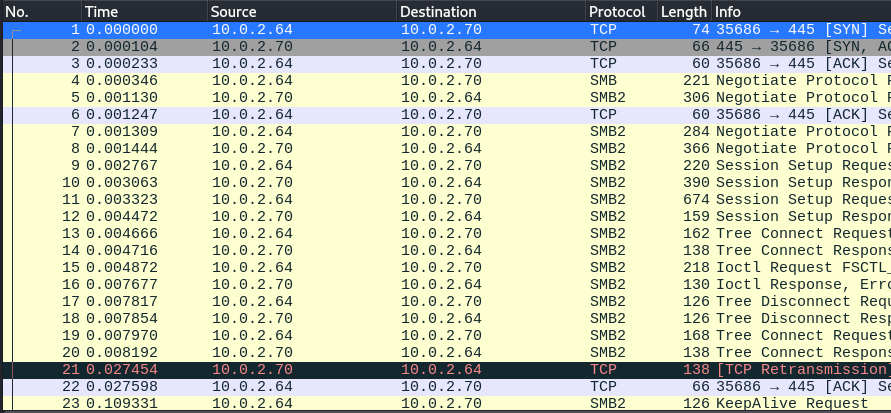 No. Time Source Destination Protocol Length Info
1 0.000000 10.0.2.64 10.0.2.70 TCP 74 35686 → 445 [SYN] Se
2 0.000104 10.0.2.70 10.0.2.64 TCP 66 445 → 35686 [SYN, AC
3 0.000233 10.0.2.64 10.0.2.70 TCP 60 35686 → 445 [ACK] Se
4 0.000346 10.0.2.64 10.0.2.70 SMB 221 Negotiate Protocol R
5 0.001130 10.0.2.70 10.0.2.64 SMB2 306 Negotiate Protocol R
6 0.001247 10.0.2.64 10.0.2.70 TCP 60 35686 → 445 [ACK] Se
7 0.001309 10.0.2.64 10.0.2.70 SMB2 284 Negotiate Protocol R
8 0.001444 10.0.2.70 10.0.2.64 SMB2 366 Negotiate Protocol R
9 0.002767 10.0.2.64 10.0.2.70 SMB2 220 Session Setup Reques
10 0.003063 10.0.2.70 10.0.2.64 SMB2 390 Session Setup Respon
11 0.003323 10.0.2.64 10.0.2.70 SMB2 674 Session Setup Reques
12 0.004472 10.0.2.70 10.0.2.64 SMB2 159 Session Setup Respon
13 0.004666 10.0.2.64 10.0.2.70 SMB2 162 Tree Connect Request
14 0.004716 10.0.2.70 10.0.2.64 SMB2 138 Tree Connect Respons
15 0.004872 10.0.2.64 10.0.2.70 SMB2 218 Ioctl Request FSCTL_
16 0.007677 10.0.2.70 10.0.2.64 SMB2 130 Ioctl Response, Erro
17 0.007817 10.0.2.64 10.0.2.70 SMB2 126 Tree Disconnect Requ
18 0.007854 10.0.2.70 10.0.2.64 SMB2 126 Tree Disconnect Resp
19 0.007970 10.0.2.64 10.0.2.70 SMB2 168 Tree Connect Request
20 0.008192 10.0.2.70 10.0.2.64 SMB2 138 Tree Connect Respons
21 0.027454 10.0.2.70 10.0.2.64 TCP 138 [TCP Retransmission]
22 0.027598 10.0.2.64 10.0.2.70 TCP 66 35686 → 445 [ACK] Se
23 0.109331 10.0.2.64 10.0.2.70 SMB2 126 KeepAlive Request